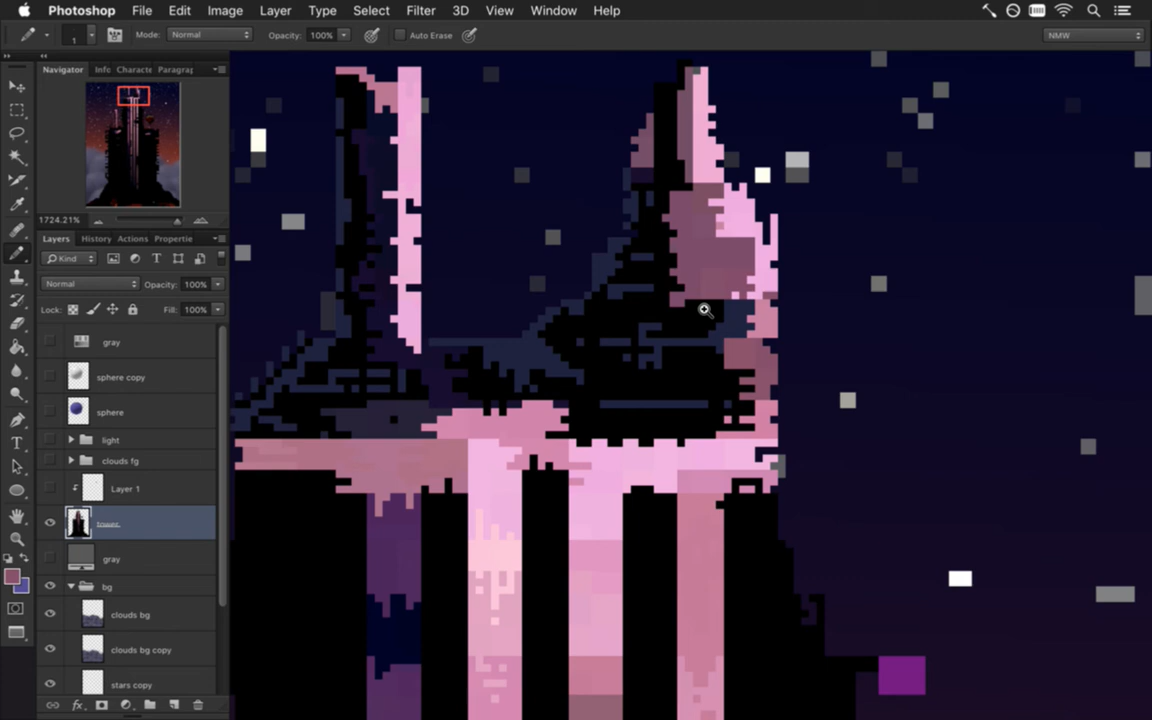 Photoshop File Edit Image Layer Type Select Filter 3D View Window Help
1 Mode: Normal Opacity: 100% Auto Erase NMW
Navigator Info Characte Paragrap
1724.21%
Layers History Actions Propertie
Kind
Normal Opacity: 100%
Lock: Fill: 100%
gray
sphere copy
sphere
light
clouds fg
Layer 1
gray
bg
clouds bg
clouds bg copy
stars copy
fx